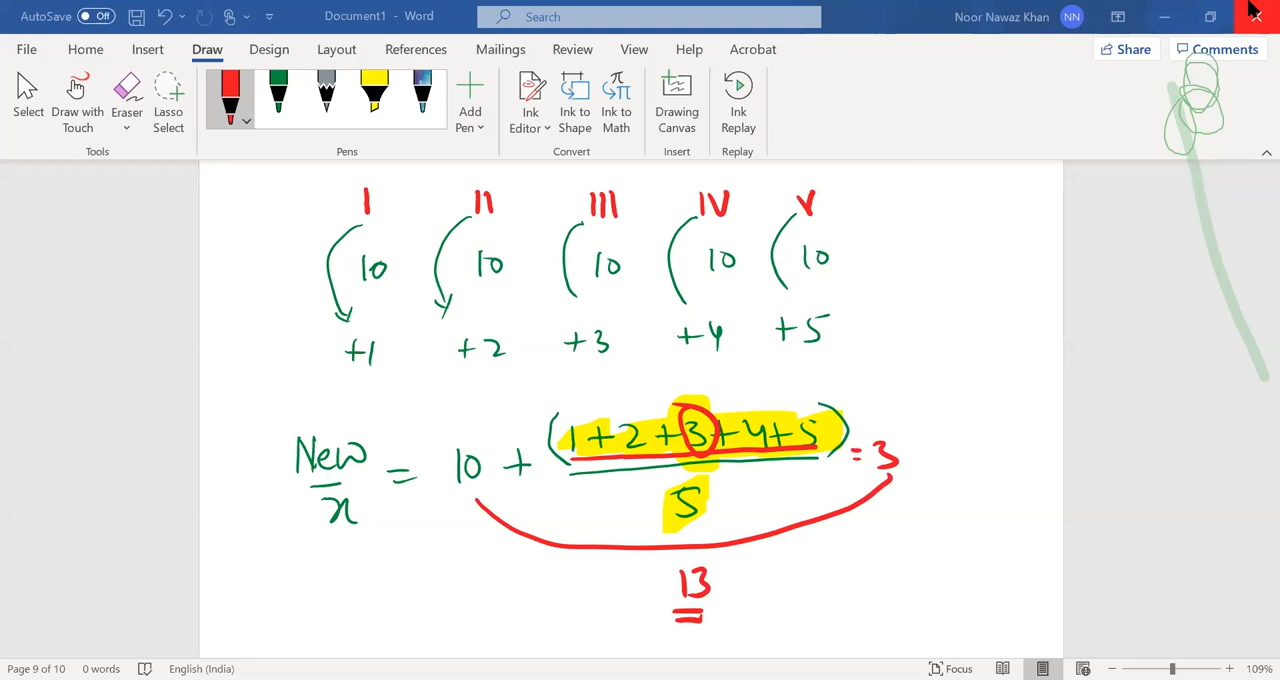 AutoSave Off Document1 - Word Search Noor Nawaz Khan NN
File Home Insert Draw Design Layout References Mailings Review View Help Acrobat Share Comments
Select Draw with Touch Eraser Lasso Select Add Pen Ink Editor Ink to Shape Ink to Math Drawing Canvas Ink Replay
Tools Pens Convert Insert Replay
I II III IV V
10 10 10 10 10
+1 +2 +3 +4 +5
New x = 10 + (1+2+3+4+5) = 3
5
13
Page 9 of 10 0 words English (India) Focus 109%